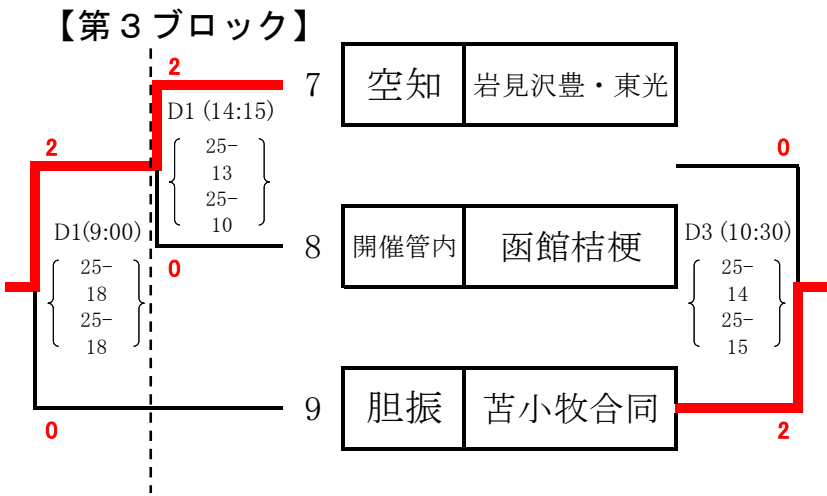 【第3ブロック】
2
7
空知
岩見沢豊・東光
D1 (14:15)
25-
13
25-
10
2
0
D1(9:00)
25-
18
25-
18
8
開催管内
函館桔梗
D3 (10:30)
25-
14
25-
15
0
9
胆振
苫小牧合同
0
2